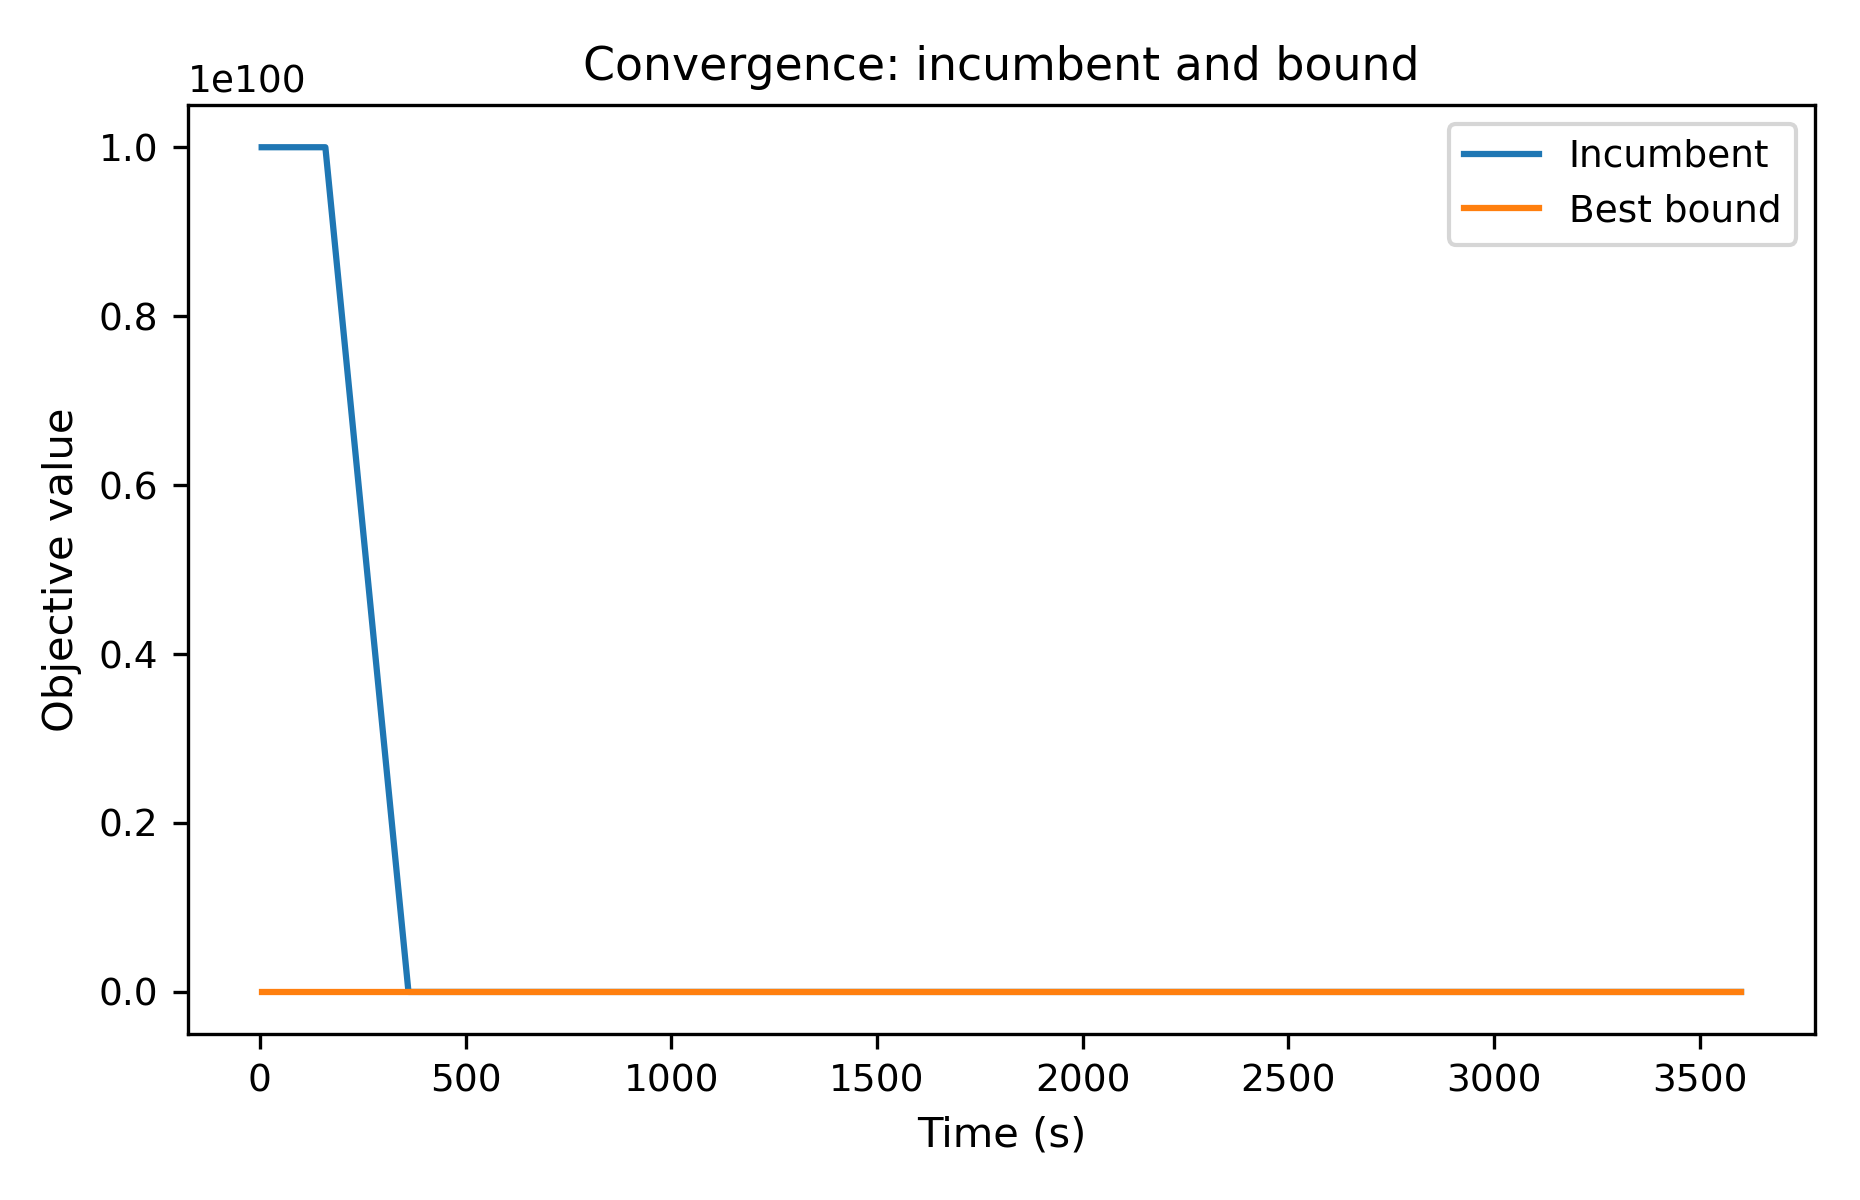 Convergence: incumbent and bound
1e100
1.0
0.8
0.6
0.4
0.2
0.0
Objective value
Incumbent
Best bound
0 500 1000 1500 2000 2500 3000 3500
Time (s)